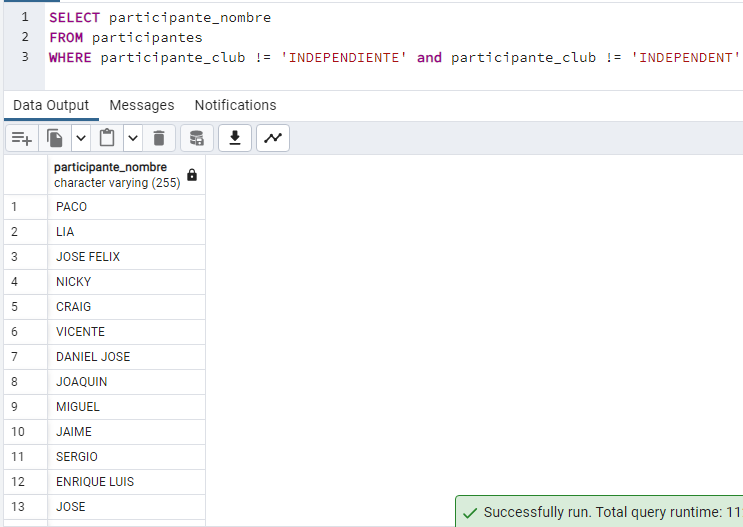 1 SELECT participante_nombre
2 FROM participantes
3 WHERE participante_club != 'INDEPENDIENTE' and participante_club != 'INDEPENDENT'
Data Output Messages Notifications
participante_nombre
character varying (255)
1 PACO
2 LIA
3 JOSE FELIX
4 NICKY
5 CRAIG
6 VICENTE
7 DANIEL JOSE
8 JOAQUIN
9 MIGUEL
10 JAIME
11 SERGIO
12 ENRIQUE LUIS
13 JOSE
Successfully run. Total query runtime: 11